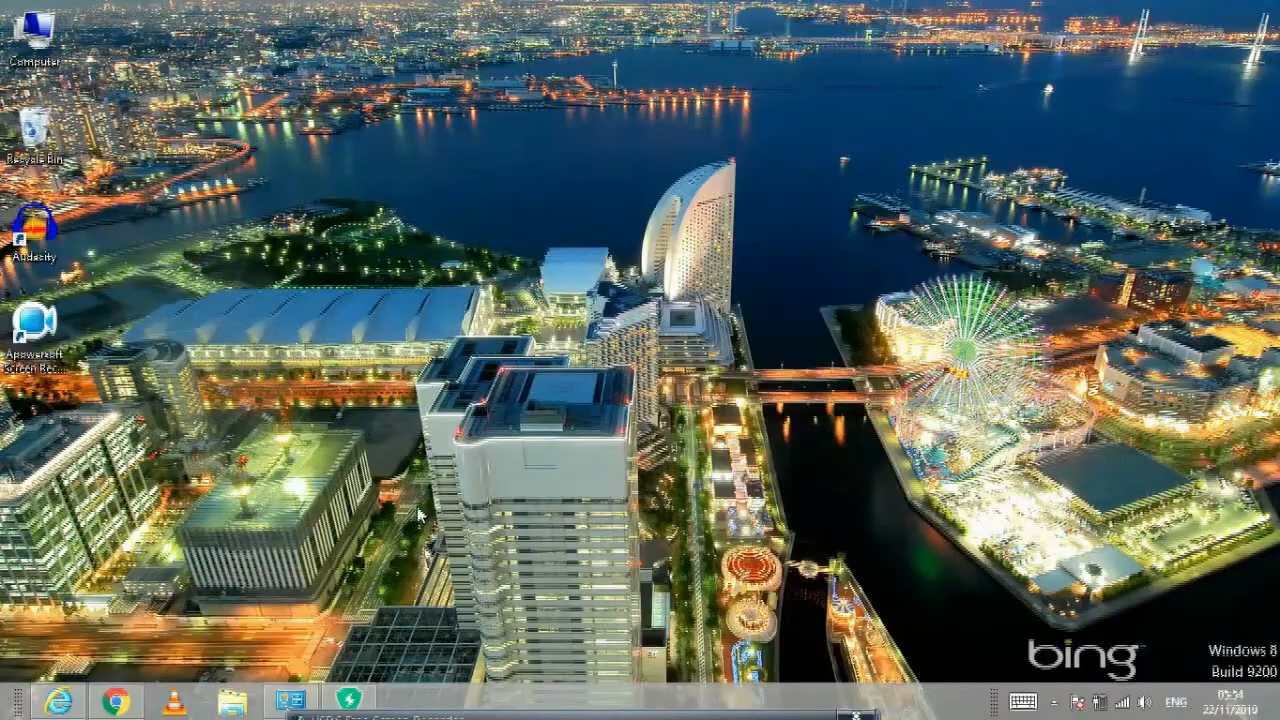 Computer
Recycle Bin
Audacity
Apowersoft
Screen Rec...
bing
Windows 8
Build 9200
ENG
05:54
22/11/2019